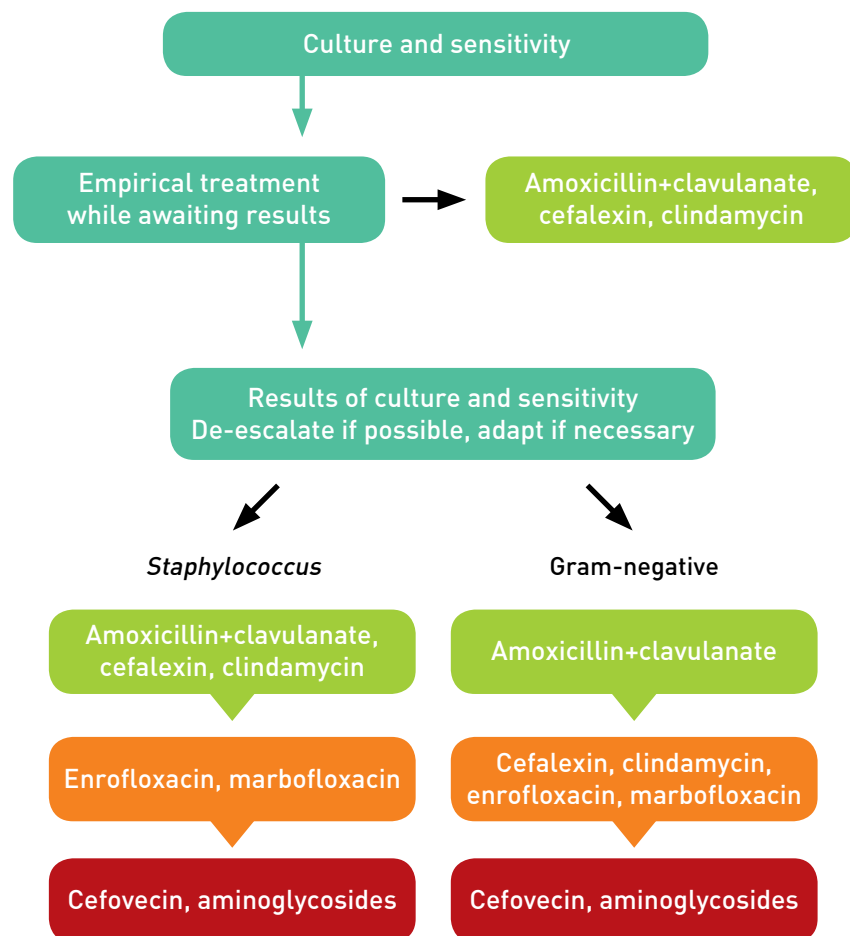 Culture and sensitivity
Empirical treatment
while awaiting results
Amoxicillin+clavulanate,
cefalexin, clindamycin
Results of culture and sensitivity
De-escalate if possible, adapt if necessary
Staphylococcus
Amoxicillin+clavulanate,
cefalexin, clindamycin
Enrofloxacin, marbofloxacin
Cefovecin, aminoglycosides
Gram-negative
Amoxicillin+clavulanate
Cefalexin, clindamycin,
enrofloxacin, marbofloxacin
Cefovecin, aminoglycosides